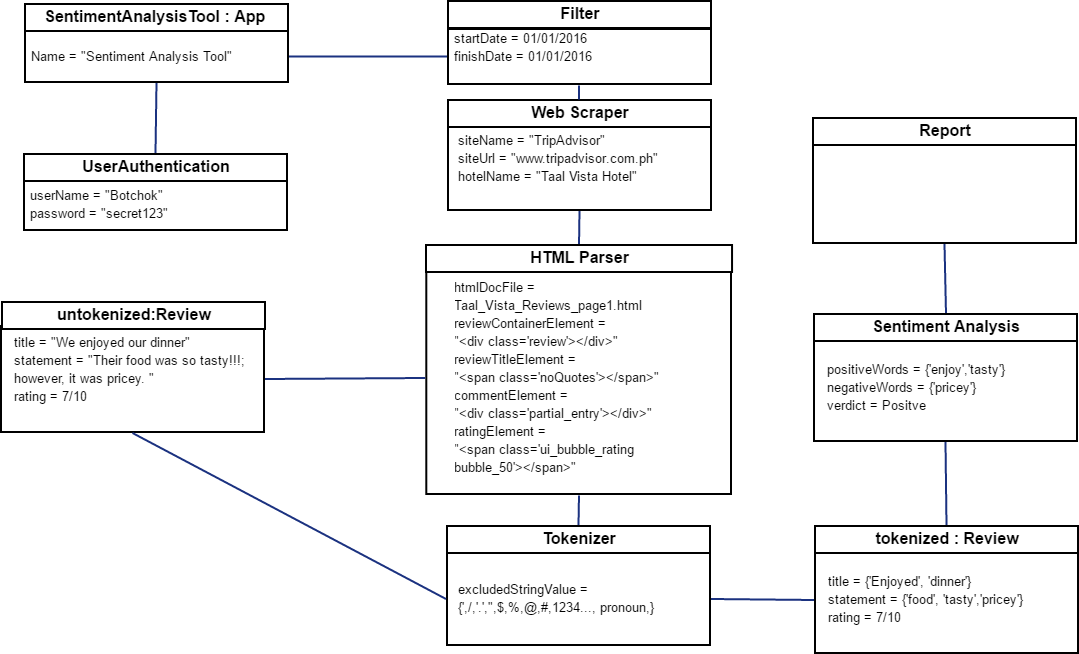 SentimentAnalysisTool : App
Name = "Sentiment Analysis Tool"
Filter
startDate = 01/01/2016
finishDate = 01/01/2016
UserAuthentication
userName = "Botchok"
password = "secret123"
Web Scraper
siteName = "TripAdvisor"
siteUrl = "www.tripadvisor.com.ph"
hotelName = "Taal Vista Hotel"
Report
HTML Parser
htmlDocFile =
Taal_Vista_Reviews_page1.html
reviewContainerElement =
"<div class='review'></div>"
reviewTitleElement =
"<span class='noQuotes'></span>"
commentElement =
"<div class='partial_entry'></div>"
ratingElement =
"<span class='ui_bubble_rating
bubble_50'></span>"
untokenized:Review
title = "We enjoyed our dinner"
statement = "Their food was so tasty!!!;
however, it was pricey. "
rating = 7/10
Sentiment Analysis
positiveWords = {'enjoy','tasty'}
negativeWords = {'pricey'}
verdict = Positve
Tokenizer
excludedStringValue =
{',/,'.',",$,%,@,#,1234..., pronoun,}
tokenized : Review
title = {'Enjoyed', 'dinner'}
statement = {'food', 'tasty','pricey'}
rating = 7/10